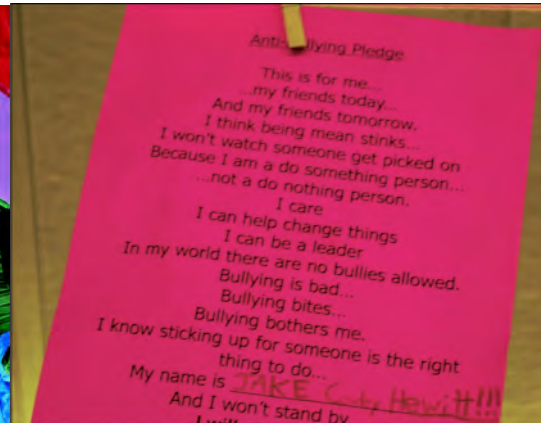 Anti-Bullying Pledge
This is for me...
...my friends today...
And my friends tomorrow.
I think being mean stinks...
I won't watch someone get picked on
Because I am a do something person...
...not a do nothing person.
I care
I can help change things
I can be a leader
In my world there are no bullies allowed.
Bullying is bad...
Bullying bites...
Bullying bothers me.
I know sticking up for someone is the right
thing to do...
My name is JAKE Hewitt!!!
And I won't stand by
I will